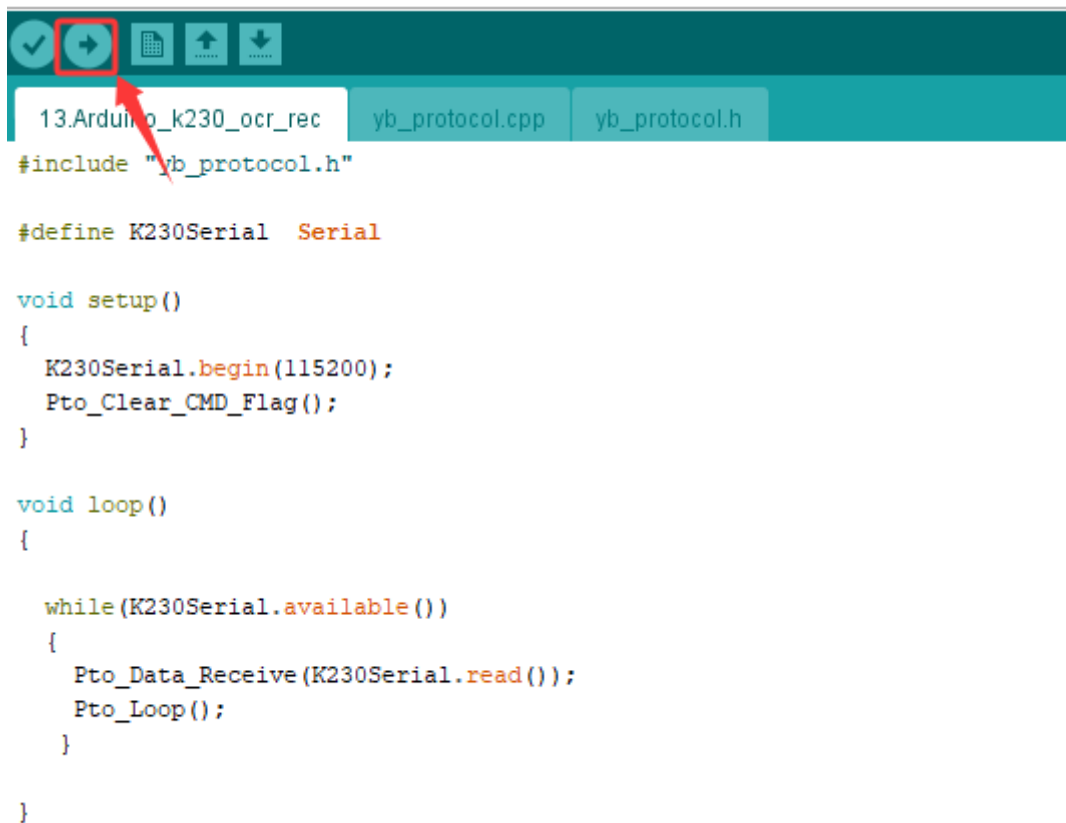 13.Arduino_k230_ocr_rec yb_protocol.cpp yb_protocol.h
#include "yb_protocol.h"
#define K230Serial  Serial
void setup()
{
  K230Serial.begin(115200);
  Pto_Clear_CMD_Flag();
}
void loop()
{
  while(K230Serial.available())
  {
    Pto_Data_Receive(K230Serial.read());
    Pto_Loop();
   }
}